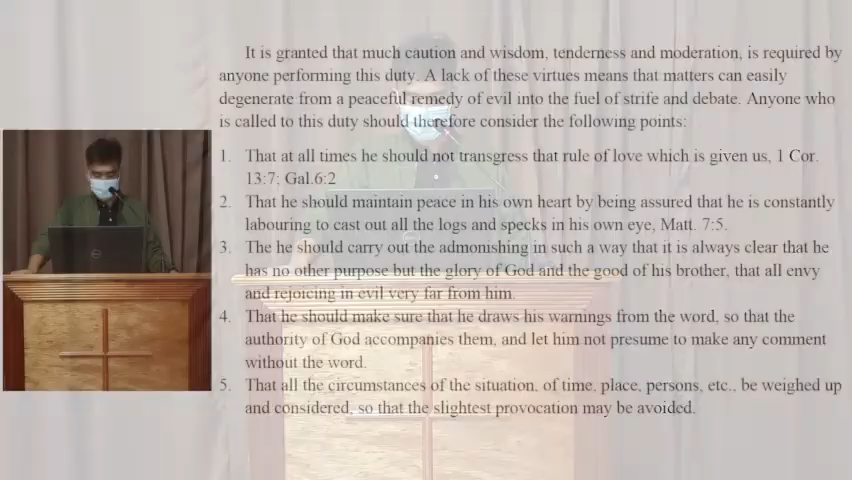 It is granted that much caution and wisdom, tenderness and moderation, is required by
anyone performing this duty. A lack of these virtues means that matters can easily
degenerate from a peaceful remedy of evil into the fuel of strife and debate. Anyone who
is called to this duty should therefore consider the following points:
1. That at all times he should not transgress that rule of love which is given us, 1 Cor.
13:7; Gal.6:2
2. That he should maintain peace in his own heart by being assured that he is constantly
labouring to cast out all the logs and specks in his own eye, Matt. 7:5.
3. The he should carry out the admonishing in such a way that it is always clear that he
has no other purpose but the glory of God and the good of his brother, that all envy
and rejoicing in evil very far from him.
4. That he should make sure that he draws his warnings from the word, so that the
authority of God accompanies them, and let him not presume to make any comment
without the word.
5. That all the circumstances of the situation, of time, place, persons, etc., be weighed up
and considered, so that the slightest provocation may be avoided.